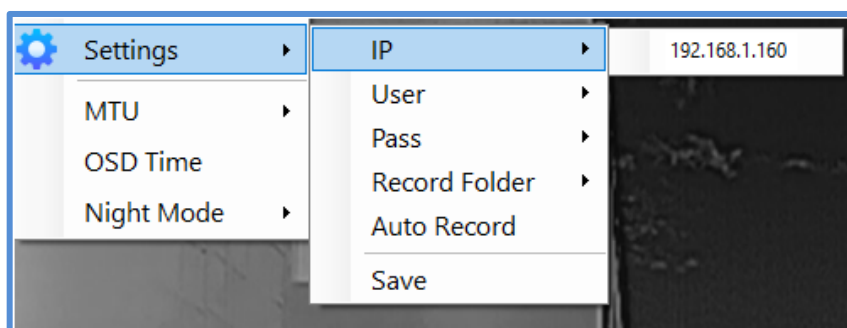 Settings
MTU
OSD Time
Night Mode
IP
User
Pass
Record Folder
Auto Record
Save
192.168.1.160